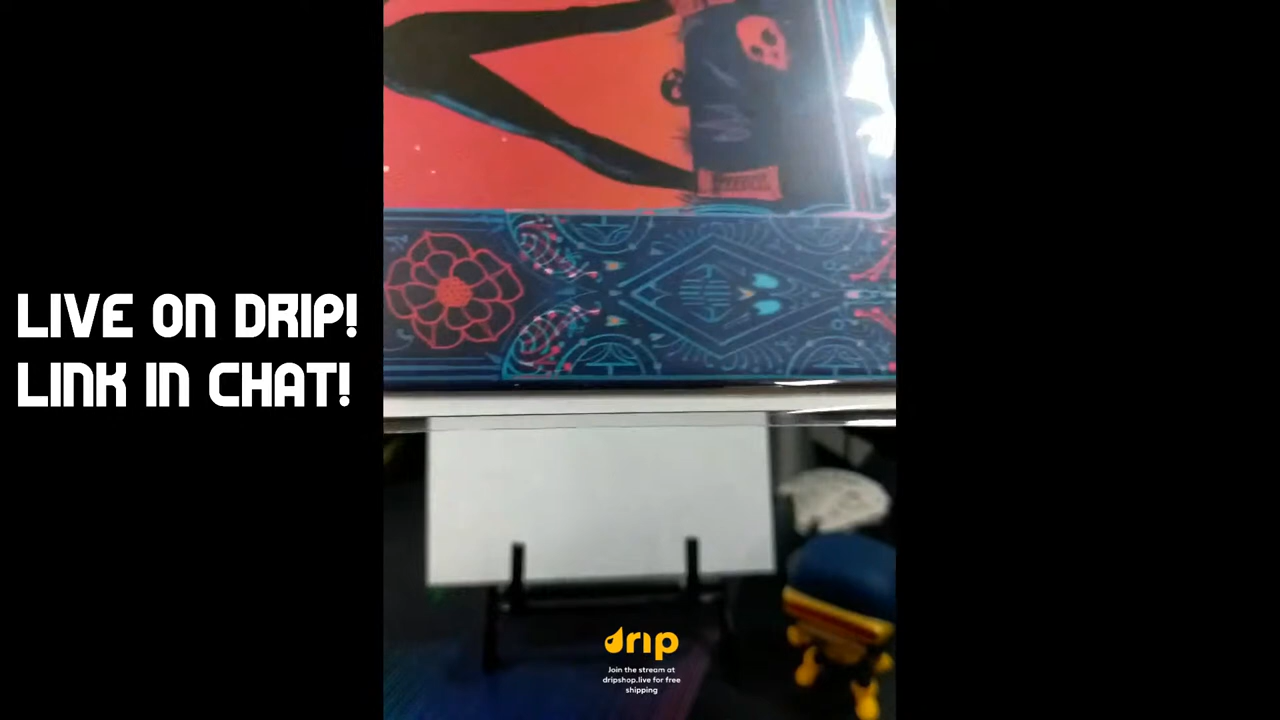 LIVE ON DRIP!
LINK IN CHAT!
drip
Join the stream at
dripshop.live for free
shipping